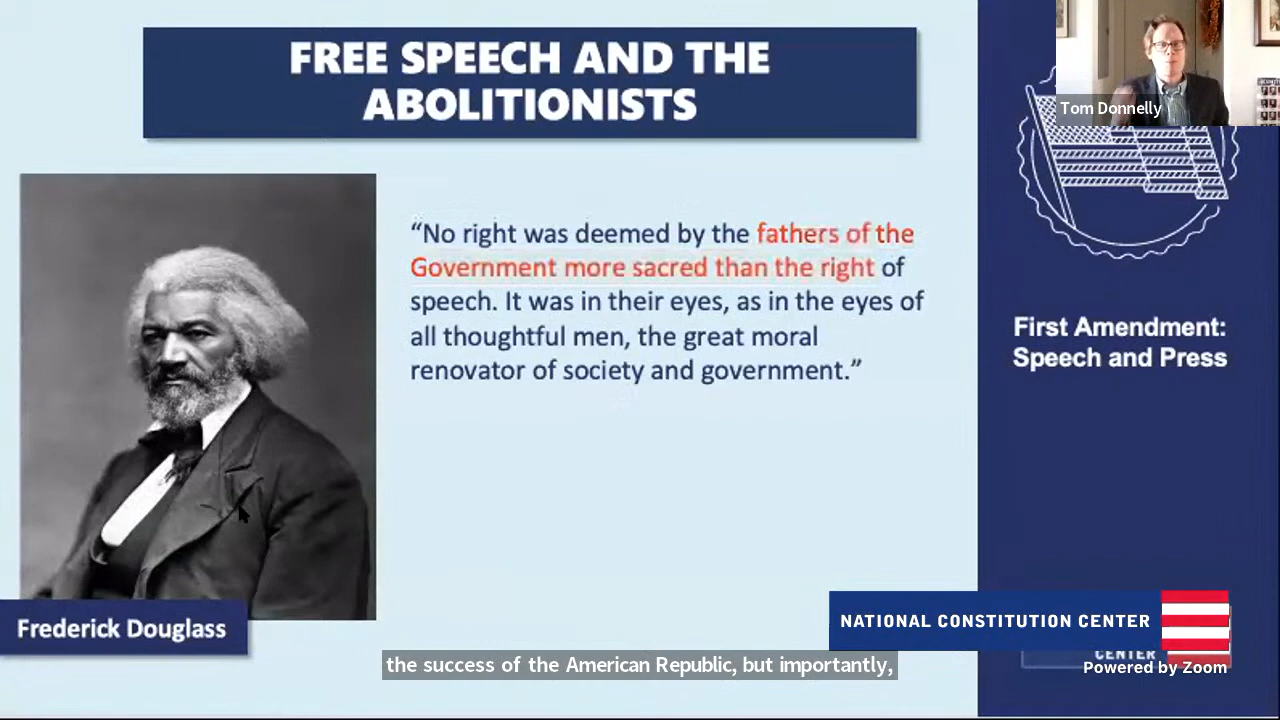 FREE SPEECH AND THE
ABOLITIONISTS
Tom Donnelly
“No right was deemed by the fathers of the
Government more sacred than the right of
speech. It was in their eyes, as in the eyes of
all thoughtful men, the great moral
renovator of society and government.”
First Amendment:
Speech and Press
Frederick Douglass
NATIONAL CONSTITUTION CENTER
CENTER
Powered by Zoom
the success of the American Republic, but importantly,